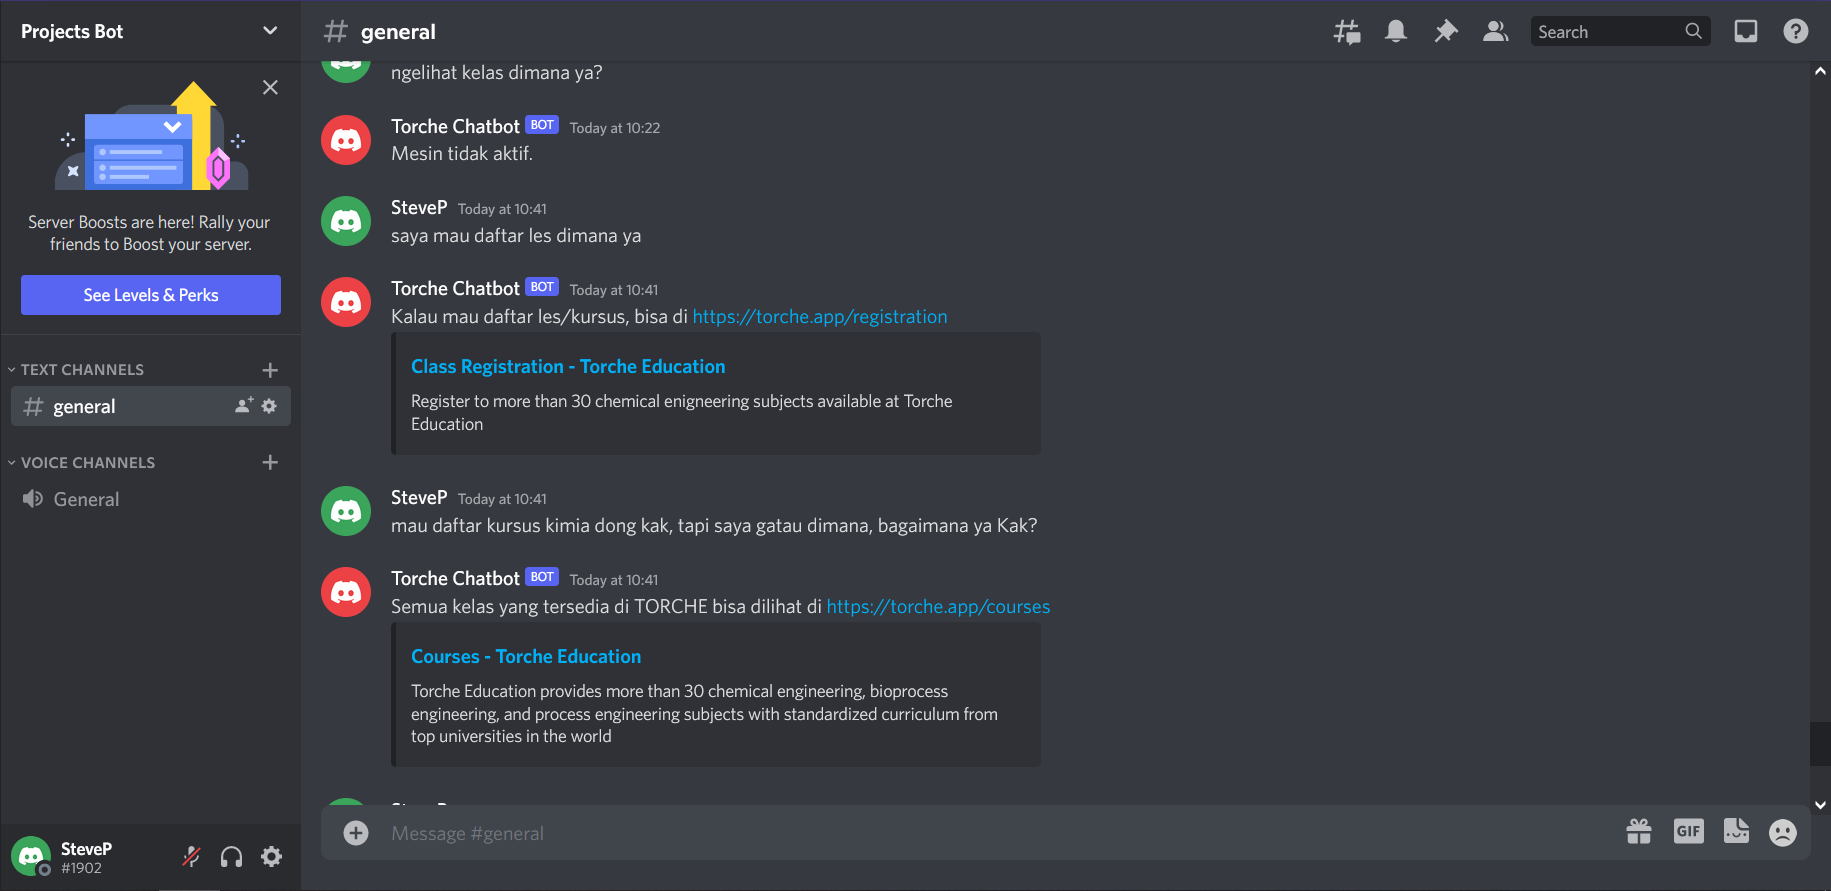 Projects Bot
Server Boosts are here! Rally your
friends to Boost your server.
See Levels & Perks
TEXT CHANNELS
general
VOICE CHANNELS
General
SteveP
#1902
general
Search
ngelihat kelas dimana ya?
Torche Chatbot BOT Today at 10:22
Mesin tidak aktif.
SteveP Today at 10:41
saya mau daftar les dimana ya
Torche Chatbot BOT Today at 10:41
Kalau mau daftar les/kursus, bisa di https://torche.app/registration
Class Registration - Torche Education
Register to more than 30 chemical enigneering subjects available at Torche
Education
SteveP Today at 10:41
mau daftar kursus kimia dong kak, tapi saya gatau dimana, bagaimana ya Kak?
Torche Chatbot BOT Today at 10:41
Semua kelas yang tersedia di TORCHE bisa dilihat di https://torche.app/courses
Courses - Torche Education
Torche Education provides more than 30 chemical engineering, bioprocess
engineering, and process engineering subjects with standardized curriculum from
top universities in the world
Message #general
GIF